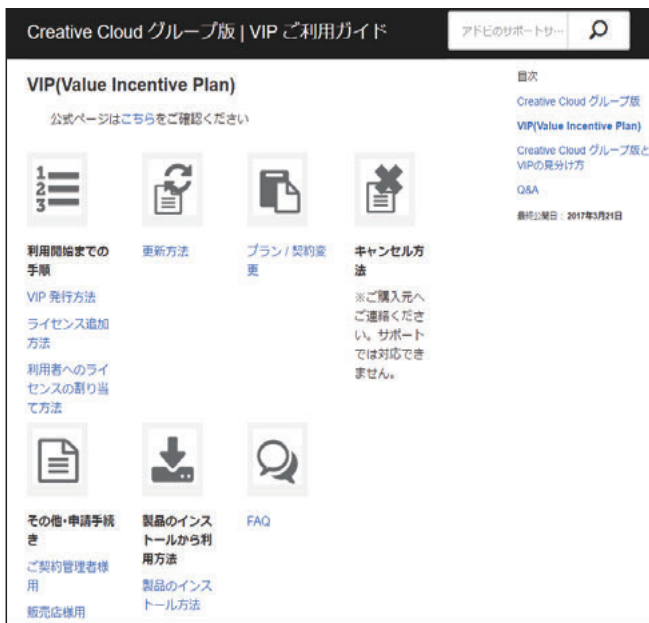 Creative Cloud グループ版 | VIP ご利用ガイド
アドビのサポートサ…
VIP(Value Incentive Plan)
公式ページはこちらをご確認ください
目次
Creative Cloud グループ版
VIP(Value Incentive Plan)
Creative Cloud グループ版と
VIPの見分け方
Q&A
最終公開日： 2017年3月21日
1
2
3
利用開始までの
手順
VIP 発行方法
ライセンス追加
方法
利用者へのライ
センスの割り当
て方法
更新方法
プラン / 契約変
更
キャンセル方
法
※ご購入元へ
ご連絡くださ
い。サポート
では対応でき
ません。
その他・申請手続
き
ご契約管理者様
用
販売店様用
製品のインス
トールから利
用方法
製品のインス
トール方法
FAQ